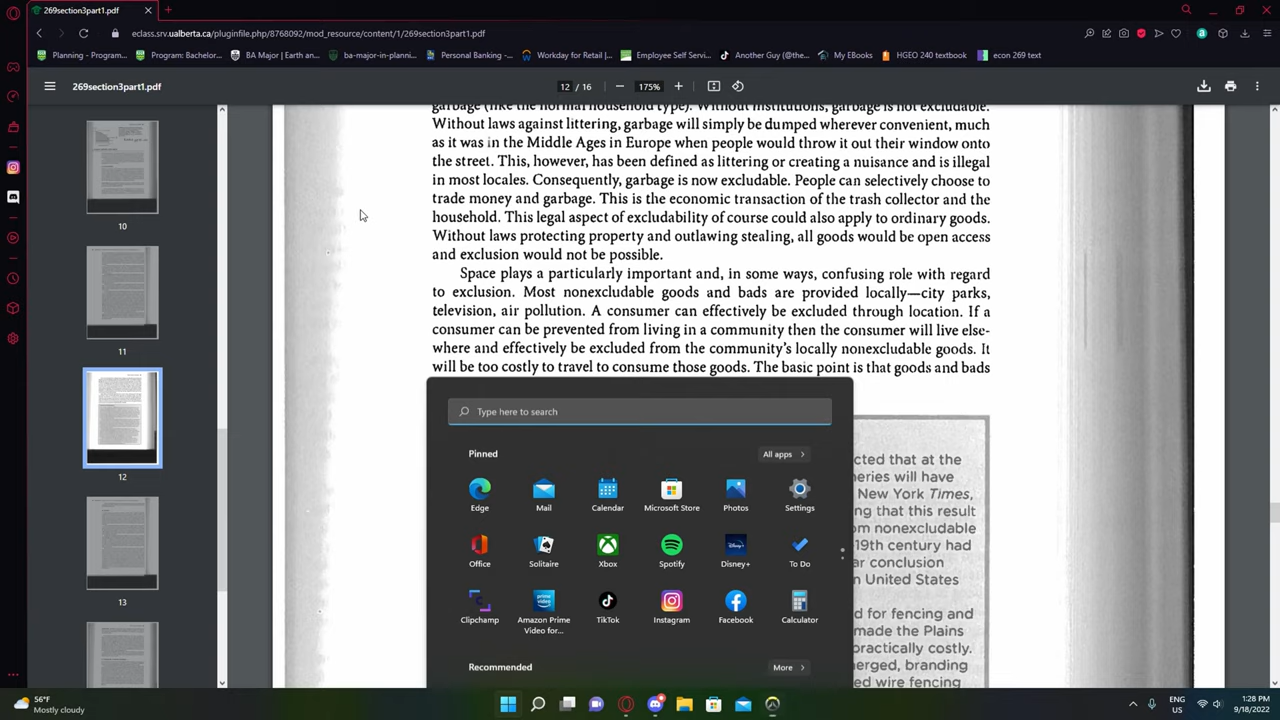 269section3part1.pdf
eclass.srv.ualberta.ca/pluginfile.php/8768092/mod_resource/content/1/269section3part1.pdf
Planning - Program...
Program: Bachelor...
BA Major | Earth an...
ba-major-in-planni...
Personal Banking -...
Workday for Retail |...
Employee Self Servi...
Another Guy (@the...
My EBooks
HGEO 240 textbook
econ 269 text
269section3part1.pdf
12 / 16
175%
10
11
12
13
garbage (like the normal household type). Without institutions, garbage is not excludable.
Without laws against littering, garbage will simply be dumped wherever convenient, much
as it was in the Middle Ages in Europe when people would throw it out their window onto
the street. This, however, has been defined as littering or creating a nuisance and is illegal
in most locales. Consequently, garbage is now excludable. People can selectively choose to
trade money and garbage. This is the economic transaction of the trash collector and the
household. This legal aspect of excludability of course could also apply to ordinary goods.
Without laws protecting property and outlawing stealing, all goods would be open access
and exclusion would not be possible.
Space plays a particularly important and, in some ways, confusing role with regard
to exclusion. Most nonexcludable goods and bads are provided locally—city parks,
television, air pollution. A consumer can effectively be excluded through location. If a
consumer can be prevented from living in a community then the consumer will live else-
where and effectively be excluded from the community's locally nonexcludable goods. It
will be too costly to travel to consume those goods. The basic point is that goods and bads
cted that at the
neries will have
New York Times,
ng that this result
om nonexcludable
19th century had
ar conclusion
n United States
d for fencing and
made the Plains
practically costly.
nerged, branding
ed wire fencing
Type here to search
Pinned
All apps
Edge
Mail
Calendar
Microsoft Store
Photos
Settings
Office
Solitaire
Xbox
Spotify
Disney+
To Do
Clipchamp
Amazon Prime
Video for...
TikTok
Instagram
Facebook
Calculator
Recommended
More
56°F
Mostly cloudy
ENG
US
1:28 PM
9/18/2022